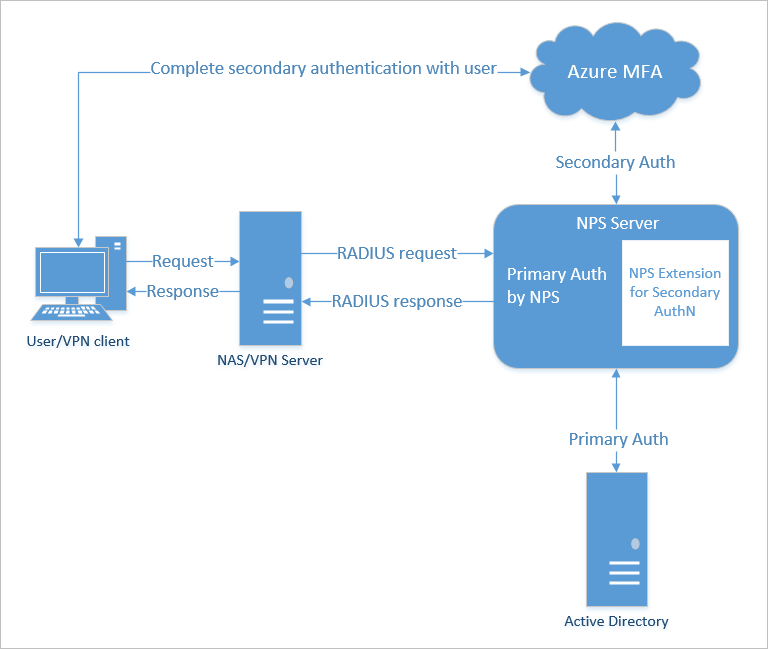 Complete secondary authentication with user
Azure MFA
Secondary Auth
NPS Server
Primary Auth
by NPS
NPS Extension
for Secondary
AuthN
Request
Response
RADIUS request
RADIUS response
User/VPN client
NAS/VPN Server
Primary Auth
Active Directory